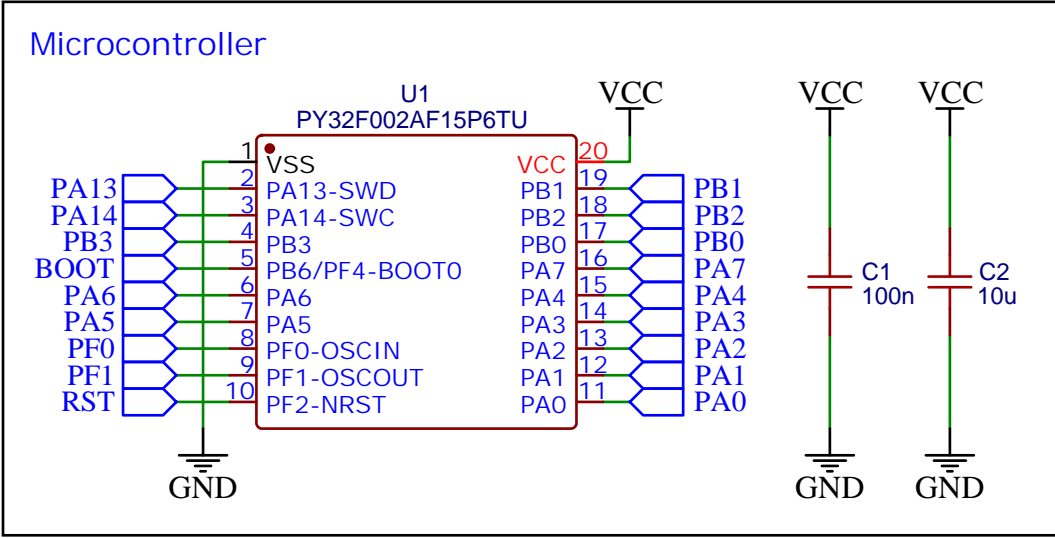 Microcontroller
U1
PY32F002AF15P6TU
VCC
VCC
VCC
1 VSS
VCC 20
PA13 2 PA13-SWD
PB1 19 PB1
PA14 3 PA14-SWC
PB2 18 PB2
PB3 4 PB3
PB0 17 PB0
BOOT 5 PB6/PF4-BOOT0
PA7 16 PA7
PA6 6 PA6
PA4 15 PA4
PA5 7 PA5
PA3 14 PA3
PF0 8 PF0-OSCIN
PA2 13 PA2
PF1 9 PF1-OSCOUT
PA1 12 PA1
RST 10 PF2-NRST
PA0 11 PA0
C1
100n
C2
10u
GND
GND
GND